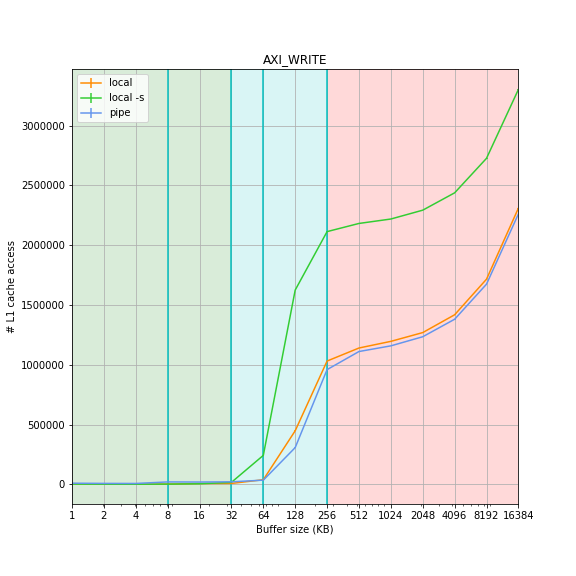 AXI_WRITE
local
local -s
pipe
# L1 cache access
3000000
2500000
2000000
1500000
1000000
500000
0
1 2 4 8 16 32 64 128 256 512 1024 2048 4096 8192 16384
Buffer size (KB)